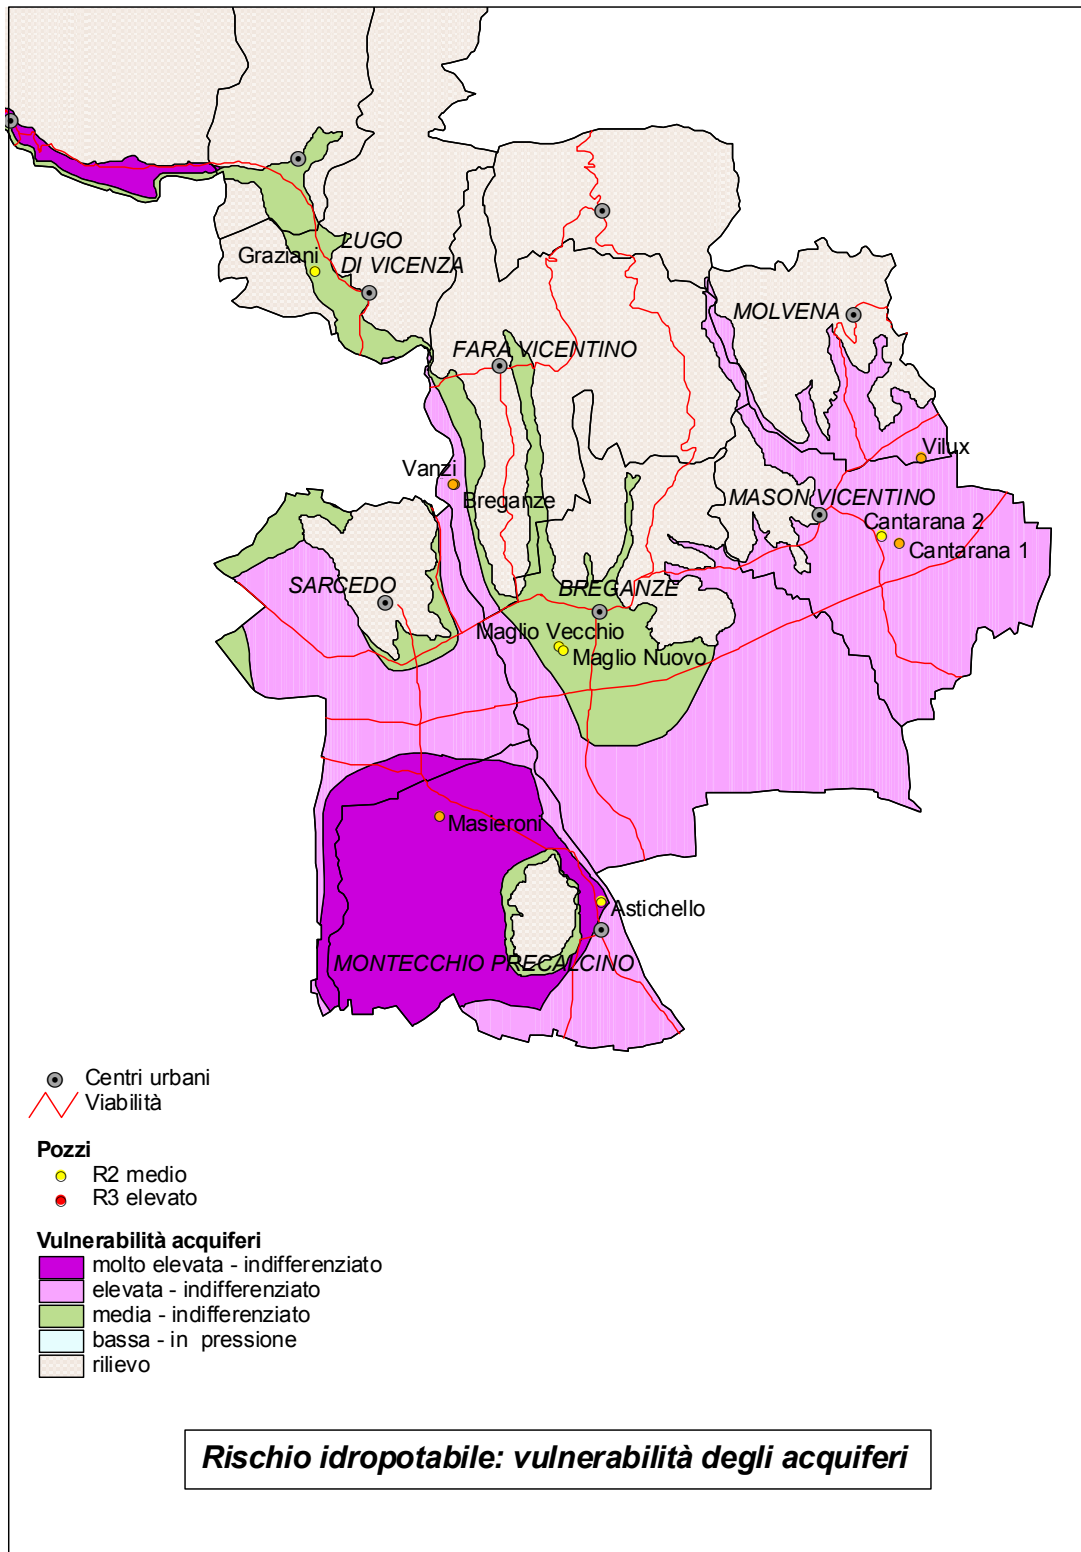 LUGO
DI VICENZA
Graziani
MOLVENA
FARA VICENTINO
Vilux
Vanzi
Breganze
MASON VICENTINO
Cantarana 2
Cantarana 1
SARCEDO
BREGANZE
Maglio Vecchio
Maglio Nuovo
Masieroni
Astichello
MONTECCHIO PRECALCINO
Centri urbani
Viabilità
Pozzi
R2 medio
R3 elevato
Vulnerabilità acquiferi
molto elevata - indifferenziato
elevata - indifferenziato
media - indifferenziato
bassa - in pressione
rilievo
Rischio idropotabile: vulnerabilità degli acquiferi